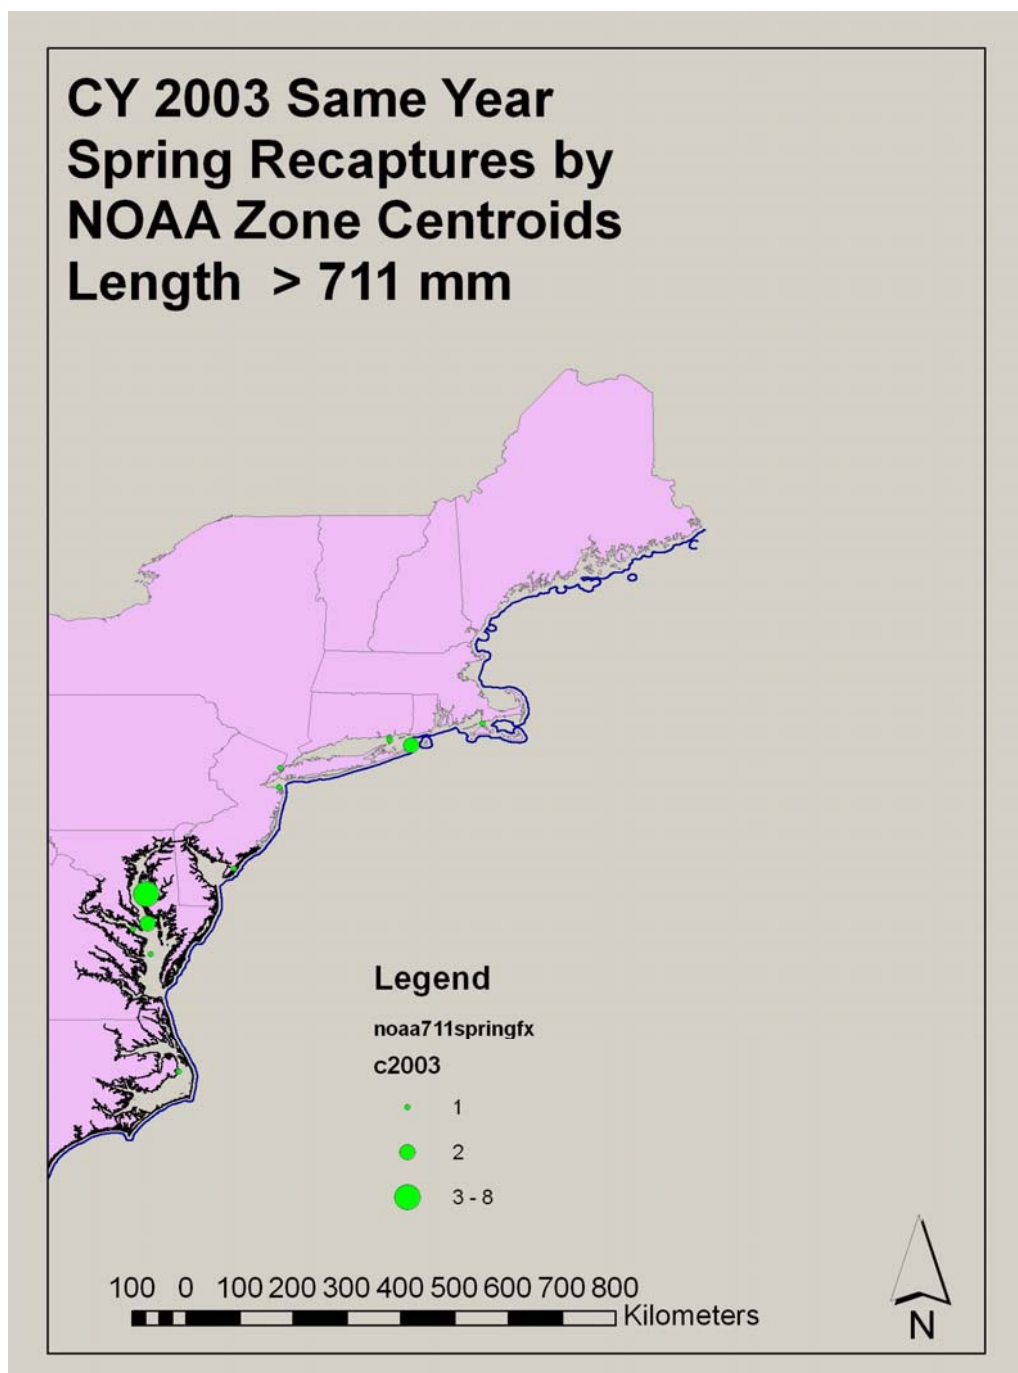 CY 2003 Same Year
Spring Recaptures by
NOAA Zone Centroids
Length > 711 mm
Legend
noaa711springfx
c2003
1
2
3 - 8
100 0 100 200 300 400 500 600 700 800
Kilometers
N